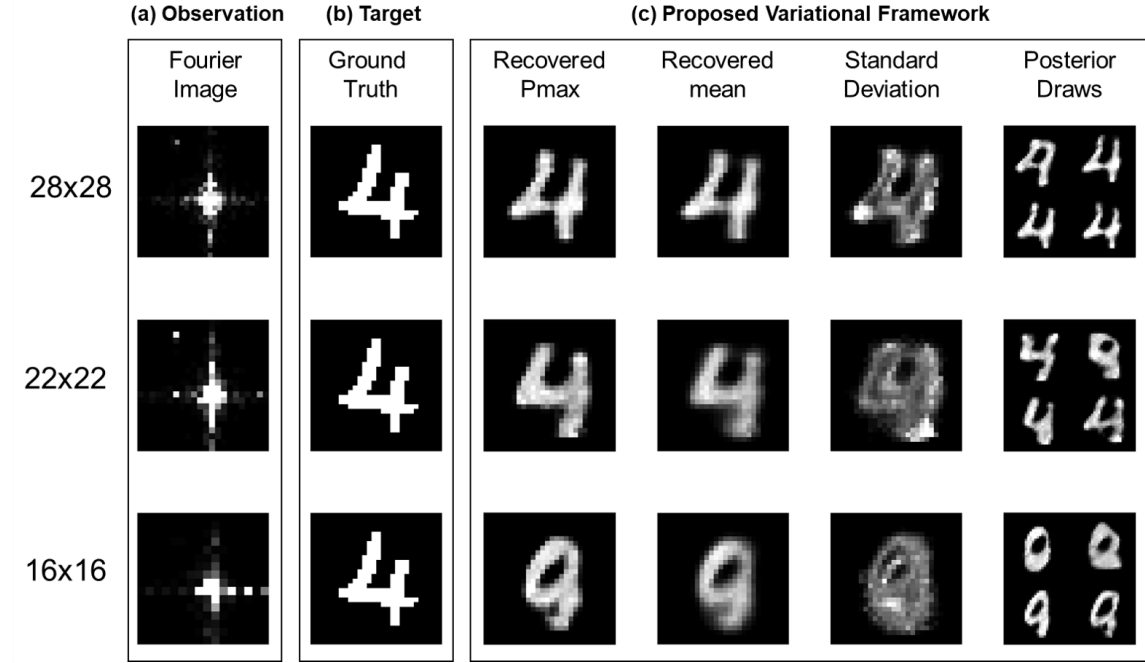 (a) Observation
(b) Target
(c) Proposed Variational Framework
Fourier
Image
Ground
Truth
Recovered
Pmax
Recovered
mean
Standard
Deviation
Posterior
Draws
28x28
22x22
16x16